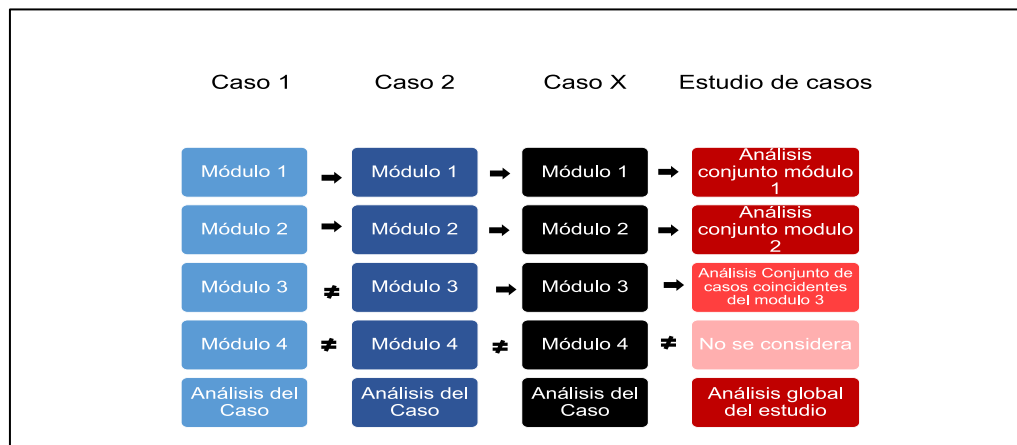 Caso 1 Caso 2 Caso X Estudio de casos
Módulo 1 → Módulo 1 → Módulo 1 → Análisis
conjunto módulo
1
Módulo 2 → Módulo 2 → Módulo 2 → Análisis
conjunto modulo
2
Módulo 3 ≠ Módulo 3 → Módulo 3 → Análisis Conjunto de
casos coincidentes
del modulo 3
Módulo 4 ≠ Módulo 4 ≠ Módulo 4 ≠ No se considera
Análisis del
Caso
Análisis del
Caso
Análisis del
Caso
Análisis global
del estudio